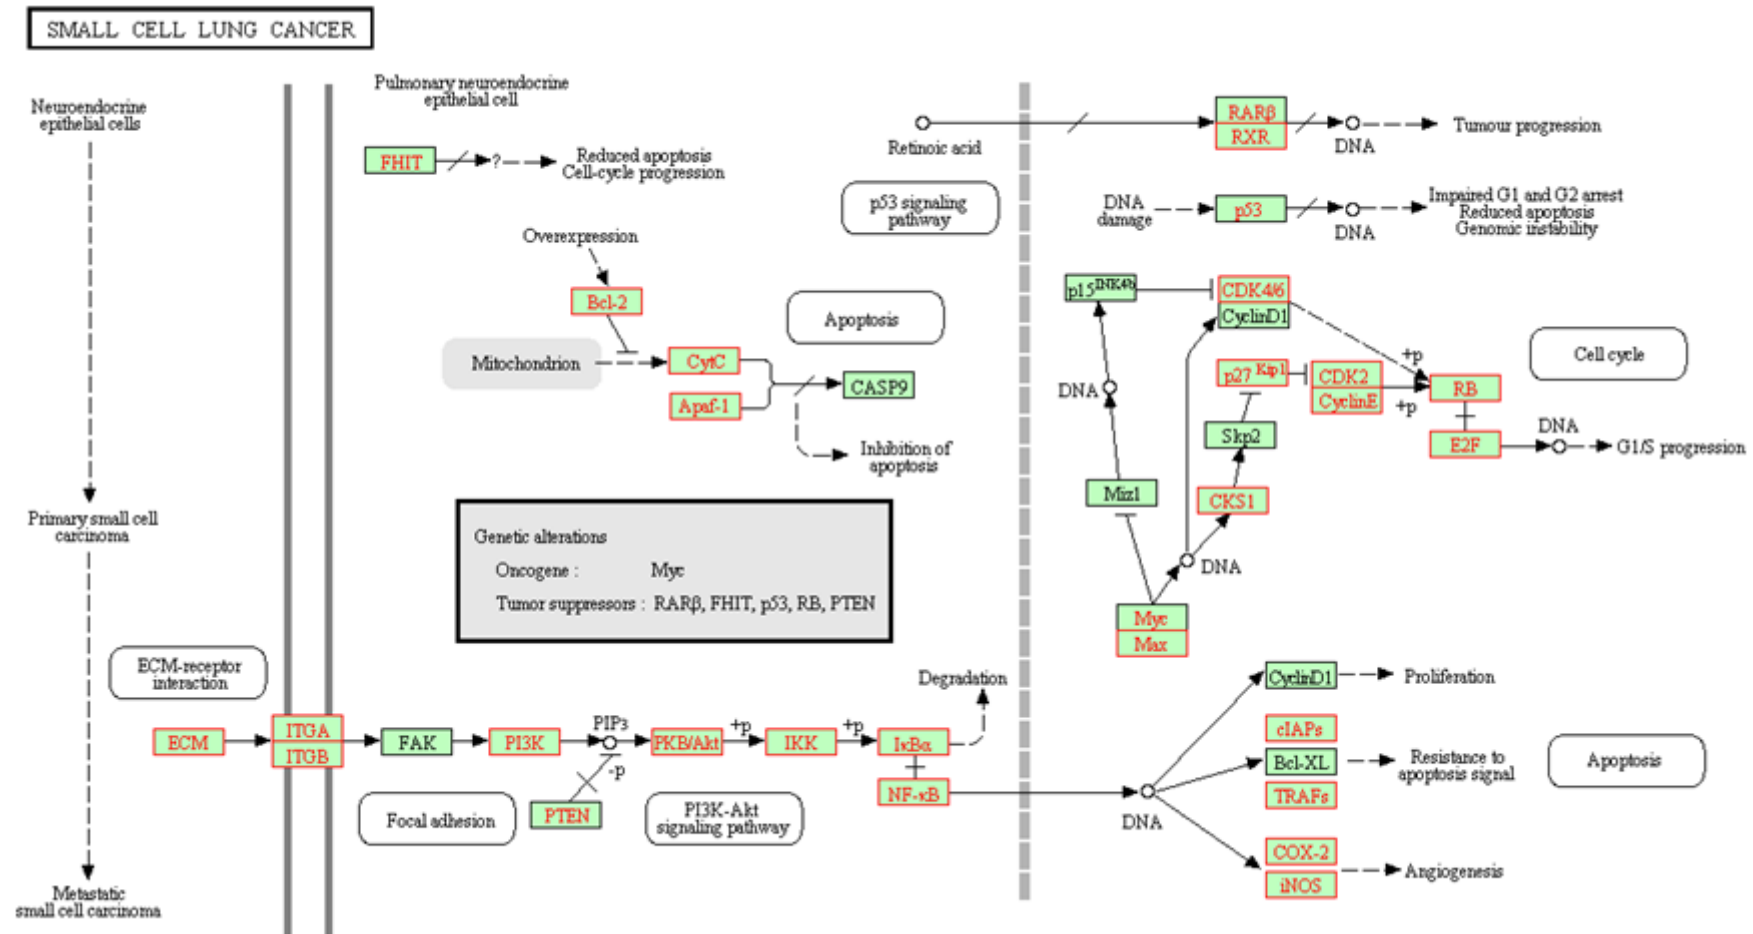 SMALL CELL LUNG CANCER
Neuroendocrine
epithelial cells
Pulmonary neuroendocrine
epithelial cell
FHIT
?
Reduced apoptosis
Cell-cycle progression
Retinoic acid
RARβ
RXR
DNA
Tumour progression
p53 signaling
pathway
DNA
damage
p53
DNA
Impaired G1 and G2 arrest
Reduced apoptosis
Genomic instability
Overexpression
Bcl-2
Apoptosis
Mitochondrion
CytC
Apaf-1
CASP9
Inhibition of
apoptosis
p15INK4b
CDK4/6
CyclinD1
DNA
p27Kip1
CDK2
CyclinE
+p
+p
RB
E2F
DNA
G1/S progression
Cell cycle
Skp2
Miz1
CKS1
DNA
Myc
Max
Primary small cell
carcinoma
Genetic alterations
Oncogene : Myc
Tumor suppressors : RARβ, FHIT, p53, RB, PTEN
ECM-receptor
interaction
ECM
ITGA
ITGB
FAK
PI3K
PIP3
-p
PTEN
PKB/Akt
+p
IKK
+p
IκBα
Degradation
NF-κB
Focal adhesion
PI3K-Akt
signaling pathway
DNA
CyclinD1
Proliferation
cIAPs
Bcl-XL
TRAFs
Resistance to
apoptosis signal
Apoptosis
COX-2
iNOS
Angiogenesis
Metastatic
small cell carcinoma